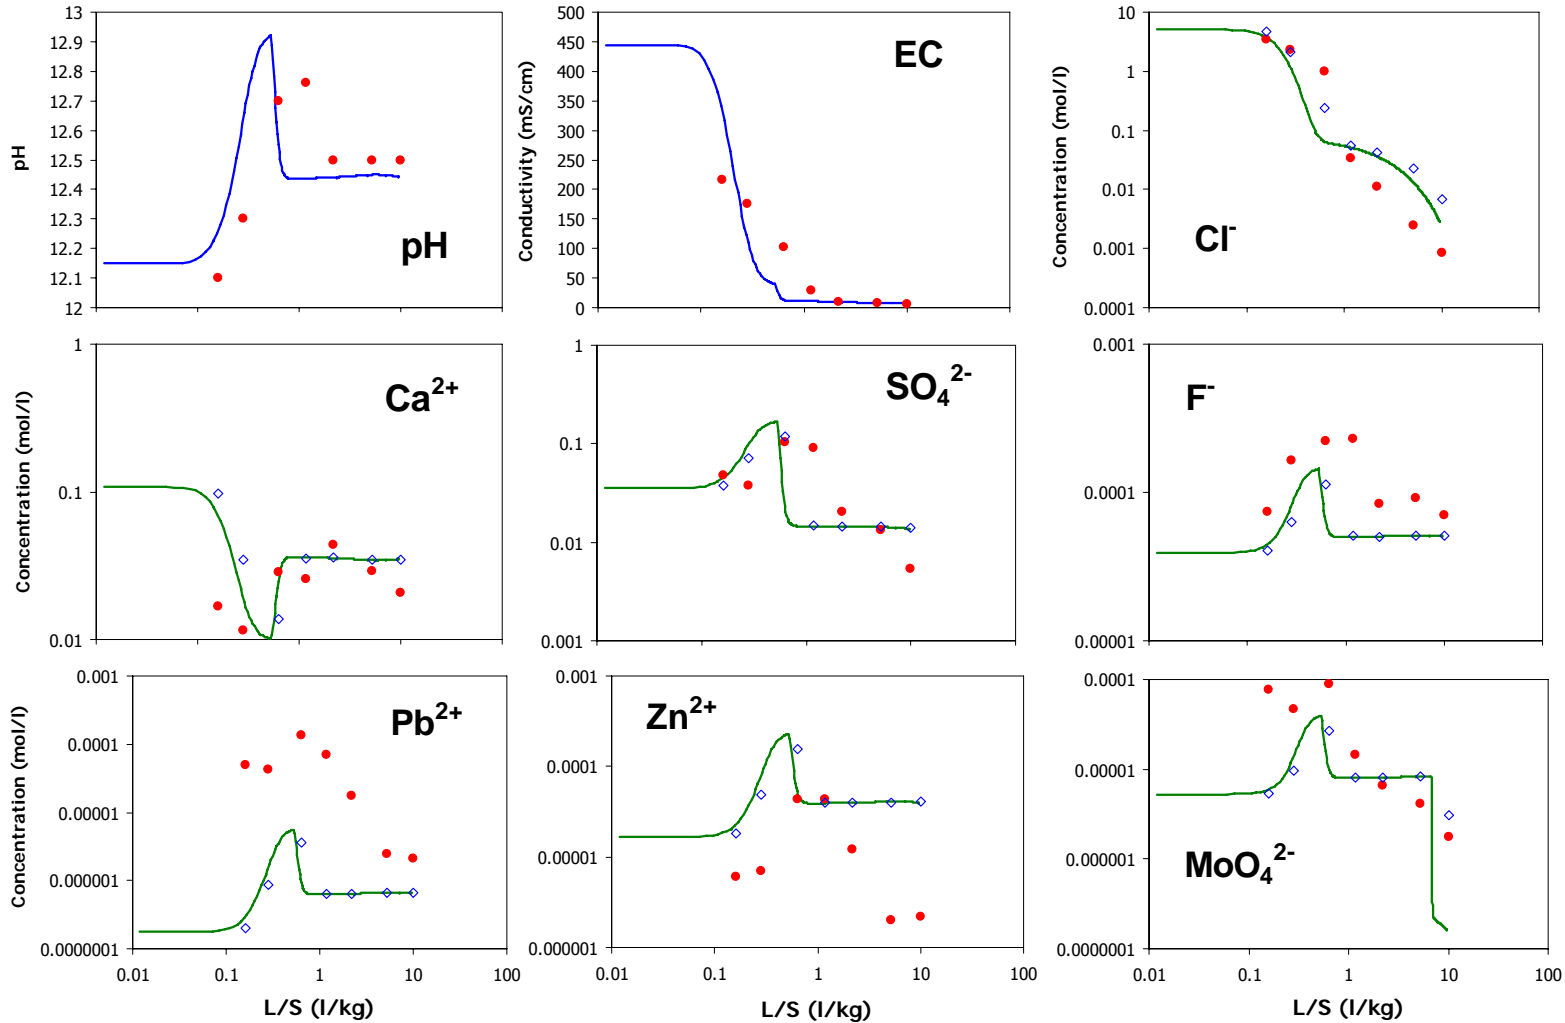 13
12.9
12.8
12.7
12.6
12.5
12.4
12.3
12.2
12.1
12
pH
pH
500
450
400
350
300
250
200
150
100
50
0
Conductivity (mS/cm)
EC
10
1
0.1
0.01
0.001
0.0001
Concentration (mol/l)
Cl-
1
0.1
0.01
Concentration (mol/l)
Ca2+
1
0.1
0.01
0.001
SO42-
0.001
0.0001
0.00001
F-
0.001
0.0001
0.00001
0.000001
0.0000001
Concentration (mol/l)
Pb2+
0.01 0.1 1 10 100
L/S (l/kg)
0.001
0.0001
0.00001
0.000001
Zn2+
0.01 0.1 1 10 100
L/S (l/kg)
0.0001
0.00001
0.000001
0.0000001
MoO42-
0.01 0.1 1 10 100
L/S (l/kg)